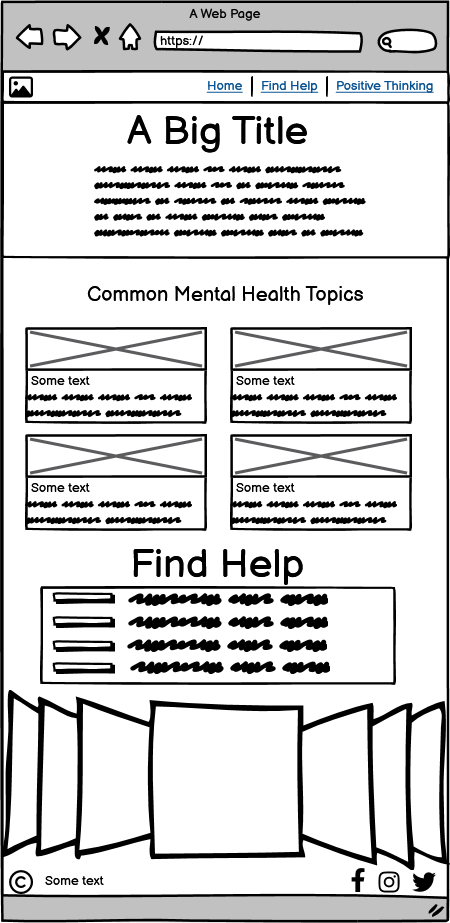 A Web Page
https://
Home | Find Help | Positive Thinking
A Big Title
Common Mental Health Topics
Some text
Some text
Some text
Some text
Find Help
© Some text